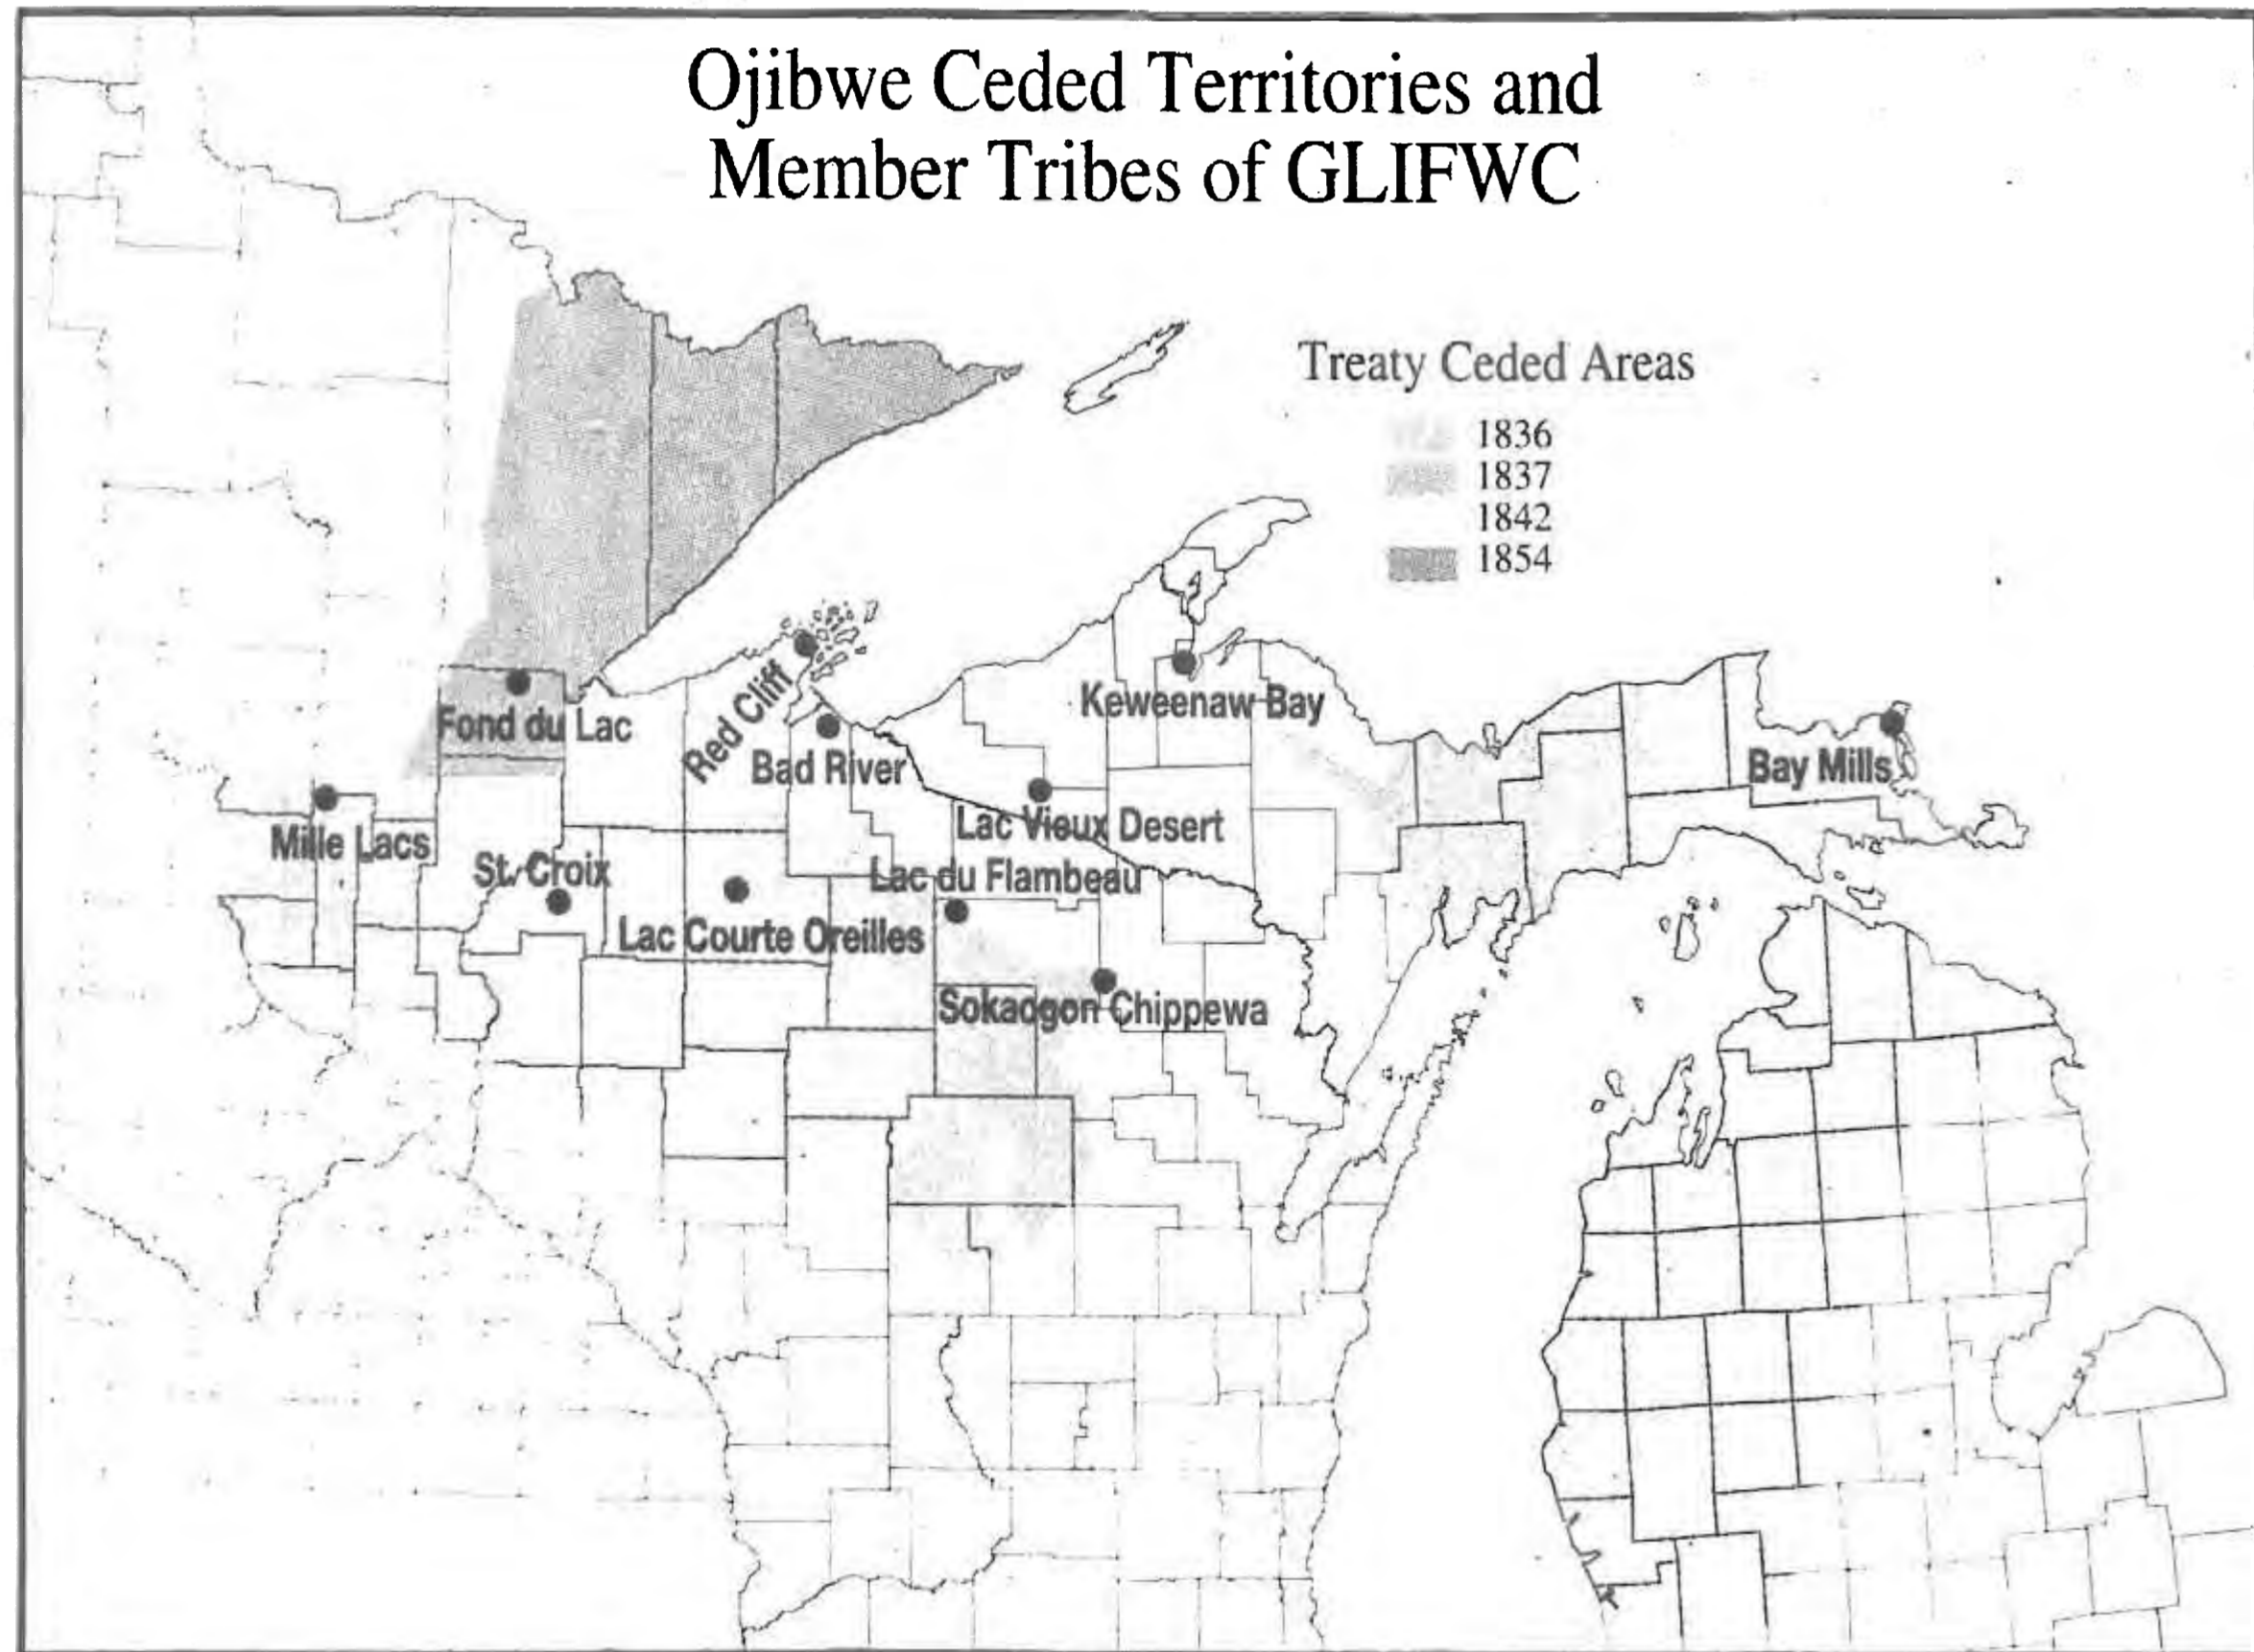 Ojibwe Ceded Territories and
Member Tribes of GLIFWC
Treaty Ceded Areas
1836
1837
1842
1854
Fond du Lac
Red Cliff
Bad River
Keweenaw Bay
Bay Mills
Mille Lacs
St. Croix
Lac Vieux Desert
Lac du Flambeau
Lac Courte Oreilles
Sokaogon Chippewa